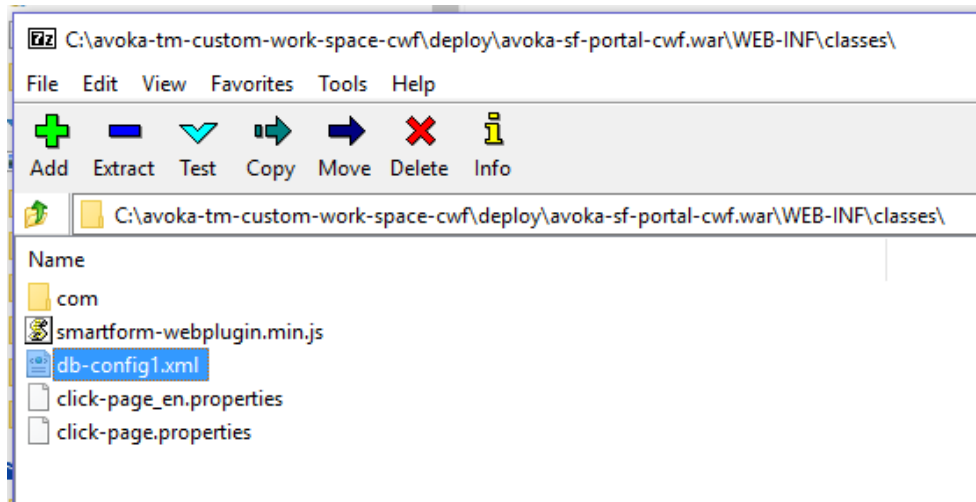 7z C:\avoka-tm-custom-work-space-cwf\deploy\avoka-sf-portal-cwf.war\WEB-INF\classes\
File Edit View Favorites Tools Help
Add Extract Test Copy Move Delete Info
C:\avoka-tm-custom-work-space-cwf\deploy\avoka-sf-portal-cwf.war\WEB-INF\classes\
Name
com
smartform-webplugin.min.js
db-config1.xml
click-page_en.properties
click-page.properties